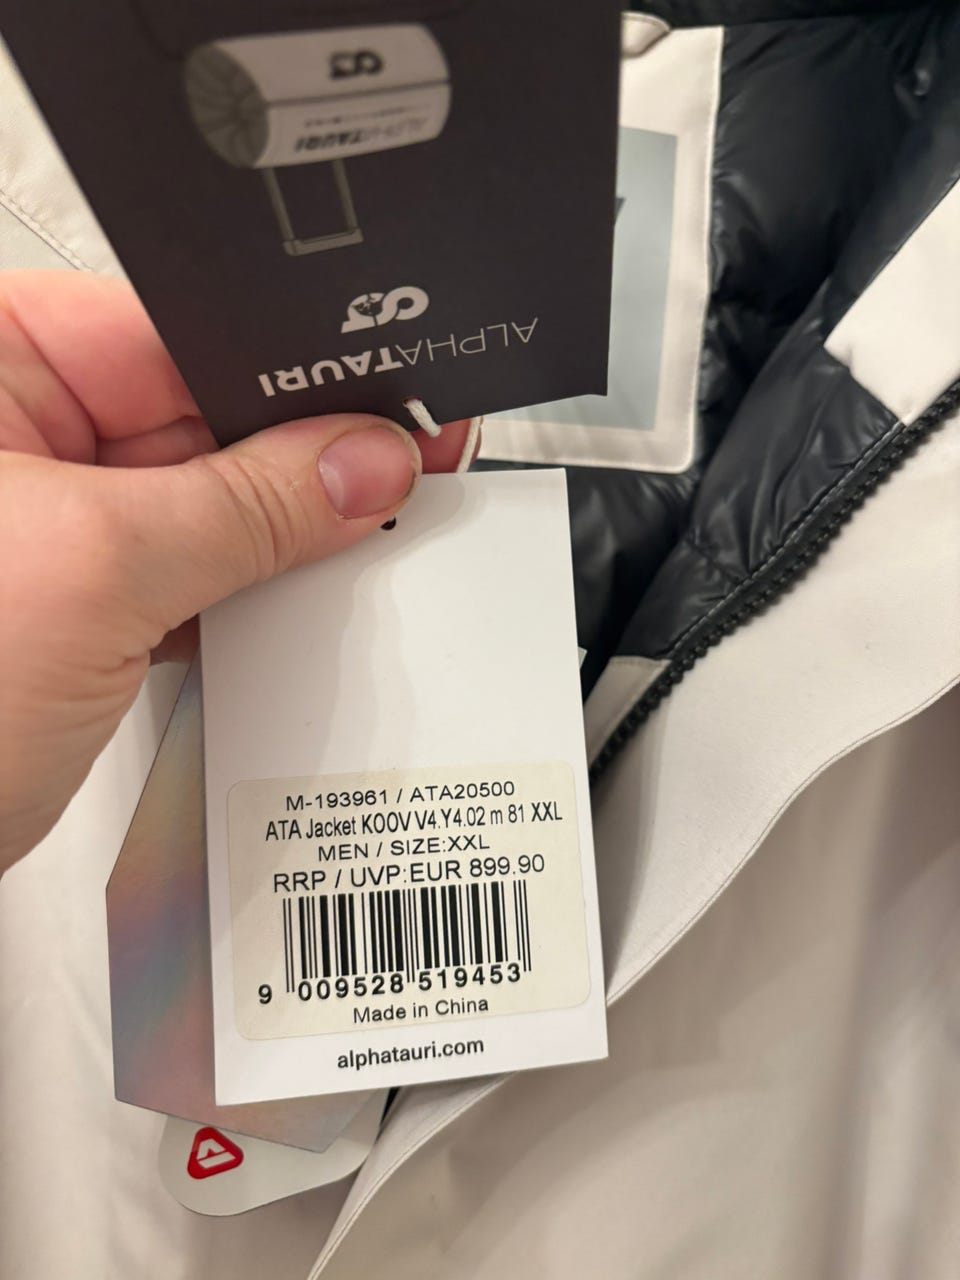 ALPHATAURI
ALPHATAURI
M-193961 / ATA20500
ATA Jacket KOOV V4.Y4.02 m 81 XXL
MEN / SIZE:XXL
RRP / UVP:EUR 899.90
9 009528 519453
Made in China
alphatauri.com